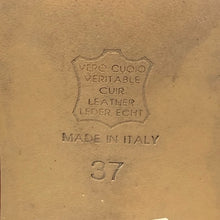 VERO CUOIO
VERITABLE
CUIR
LEATHER
LEDER ECHT
MADE IN ITALY
37